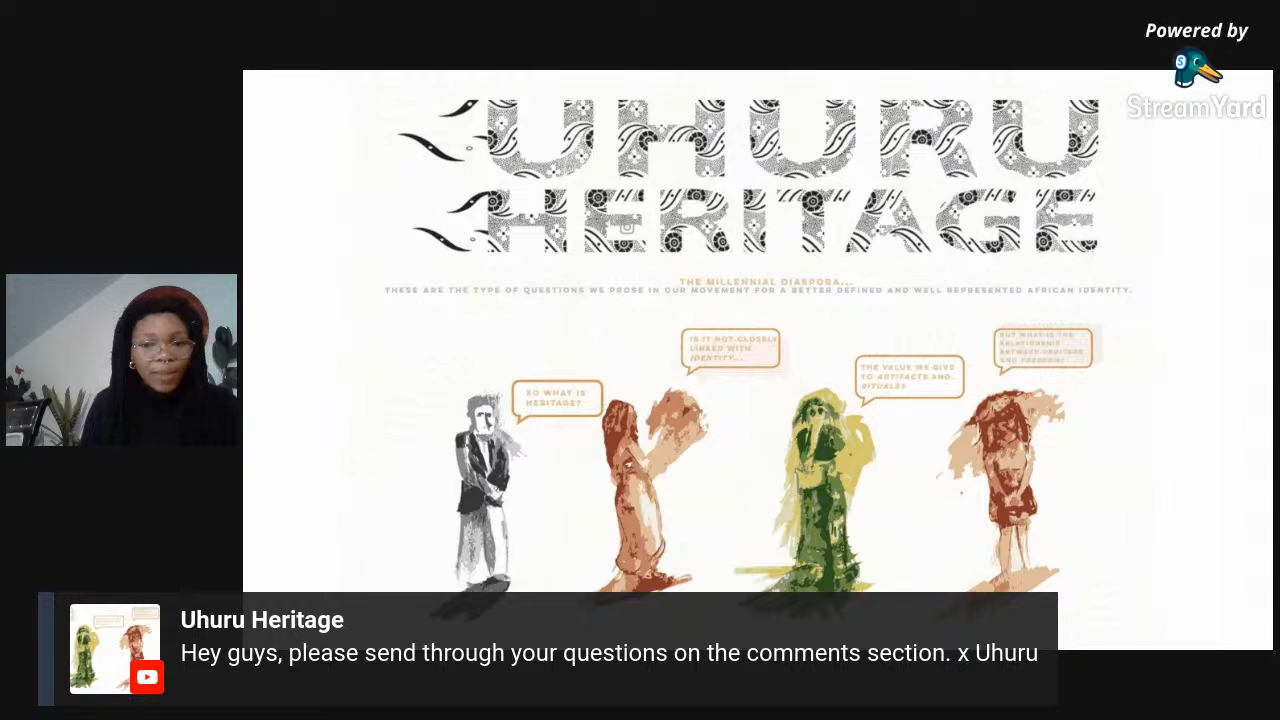 Powered by
StreamYard
UHURU
HERITAGE
THE MILLENNIAL DIASPORA...
THESE ARE THE TYPE OF QUESTIONS WE PROSE IN OUR MOVEMENT FOR A BETTER DEFINED AND WELL REPRESENTED AFRICAN IDENTITY.
SO WHAT IS
HERITAGE?
IS IT NOT CLOSELY
LINKED WITH
IDENTITY...
THE VALUE WE GIVE
TO ARTIFACTS AND
RITUALS?
BUT WHAT IS THE
RELATIONSHIP
BETWEEN HERITAGE
AND FREEDOM?
Uhuru Heritage
Hey guys, please send through your questions on the comments section. x Uhuru